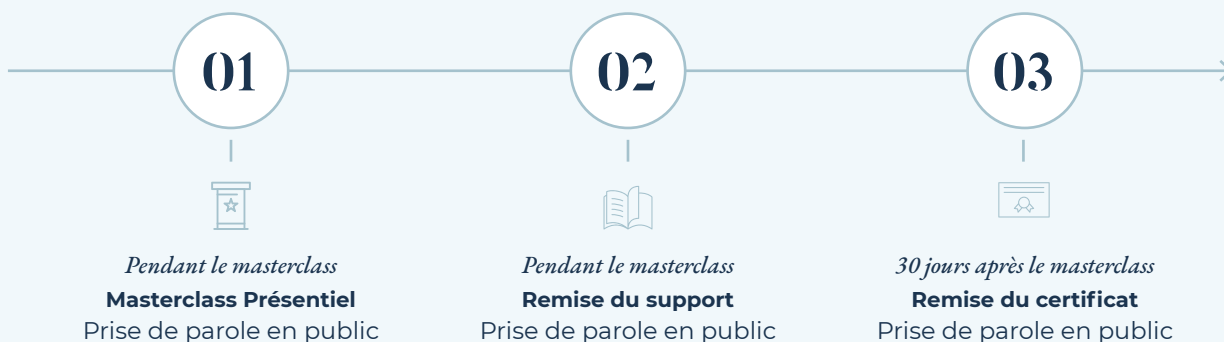 01
02
03
Pendant le masterclass
Masterclass Présentiel
Prise de parole en public
Pendant le masterclass
Remise du support
Prise de parole en public
30 jours après le masterclass
Remise du certificat
Prise de parole en public